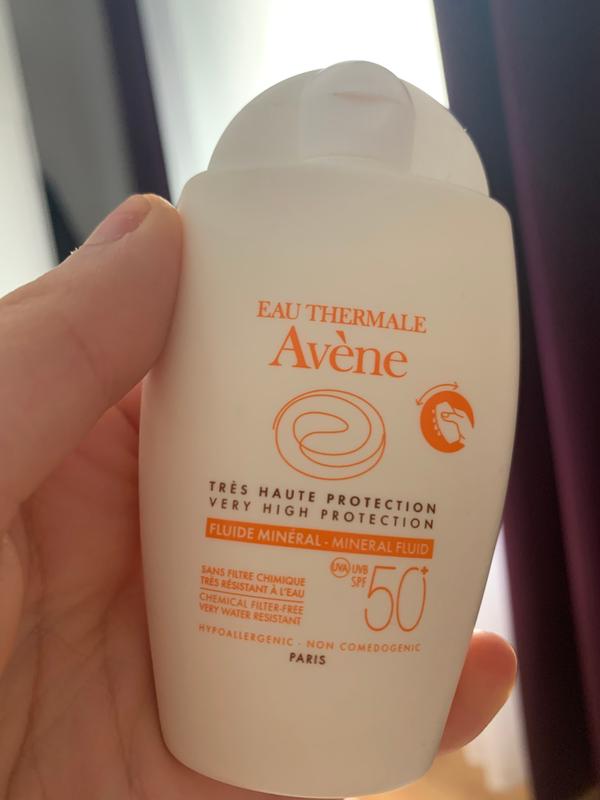 EAU THERMALE
Avène
TRÈS HAUTE PROTECTION
VERY HIGH PROTECTION
FLUIDE MINÉRAL - MINERAL FLUID
SANS FILTRE CHIMIQUE
TRÈS RÉSISTANT À L'EAU
CHEMICAL FILTER-FREE
VERY WATER RESISTANT
UVA UVB
SPF 50+
HYPOALLERGENIC - NON COMEDOGENIC
PARIS